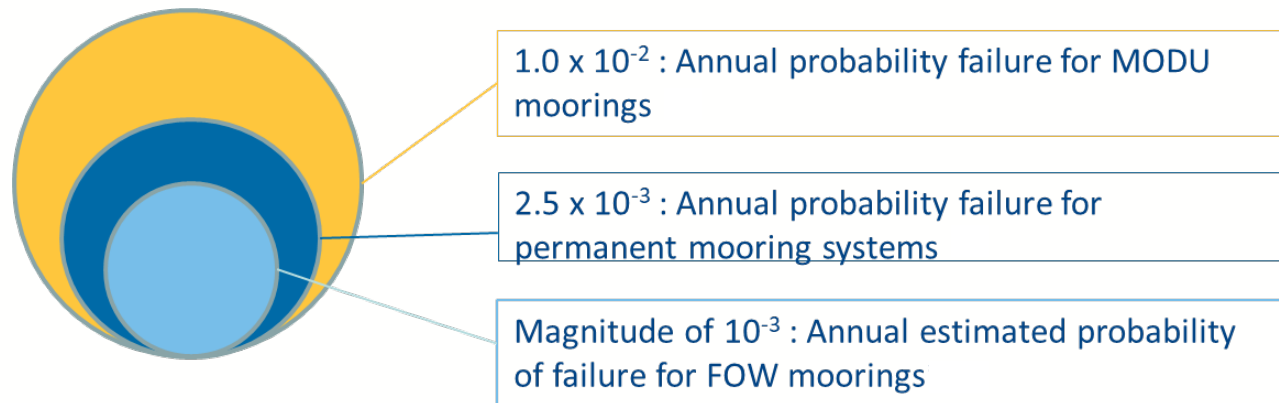 1.0 x 10⁻² : Annual probability failure for MODU
moorings
2.5 x 10⁻³ : Annual probability failure for
permanent mooring systems
Magnitude of 10⁻³ : Annual estimated probability
of failure for FOW moorings